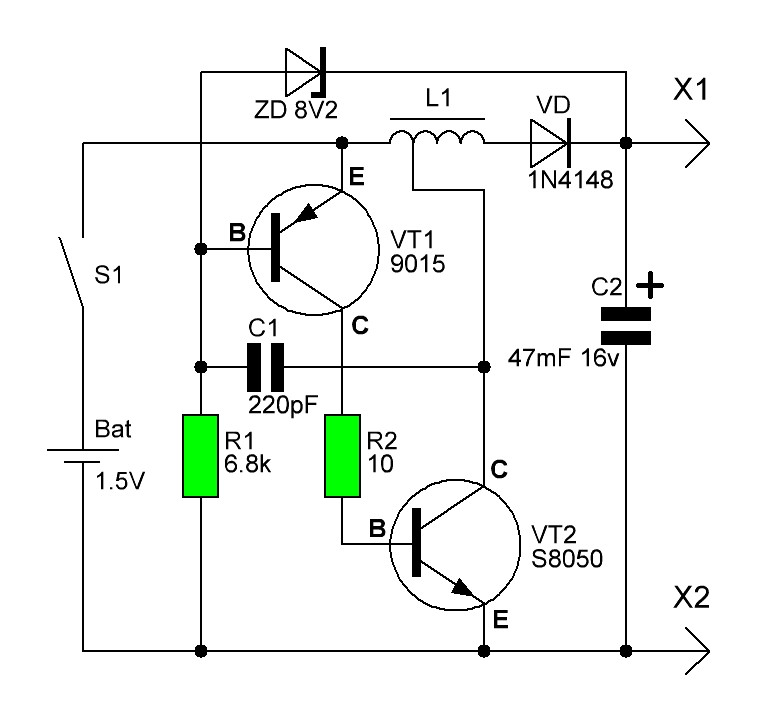 ZD 8V2
L1
VD
1N4148
X1
E
B
VT1
9015
C
S1
C1
220pF
C2
+
47mF 16v
Bat
1.5V
R1
6.8k
R2
10
C
B
VT2
S8050
E
X2